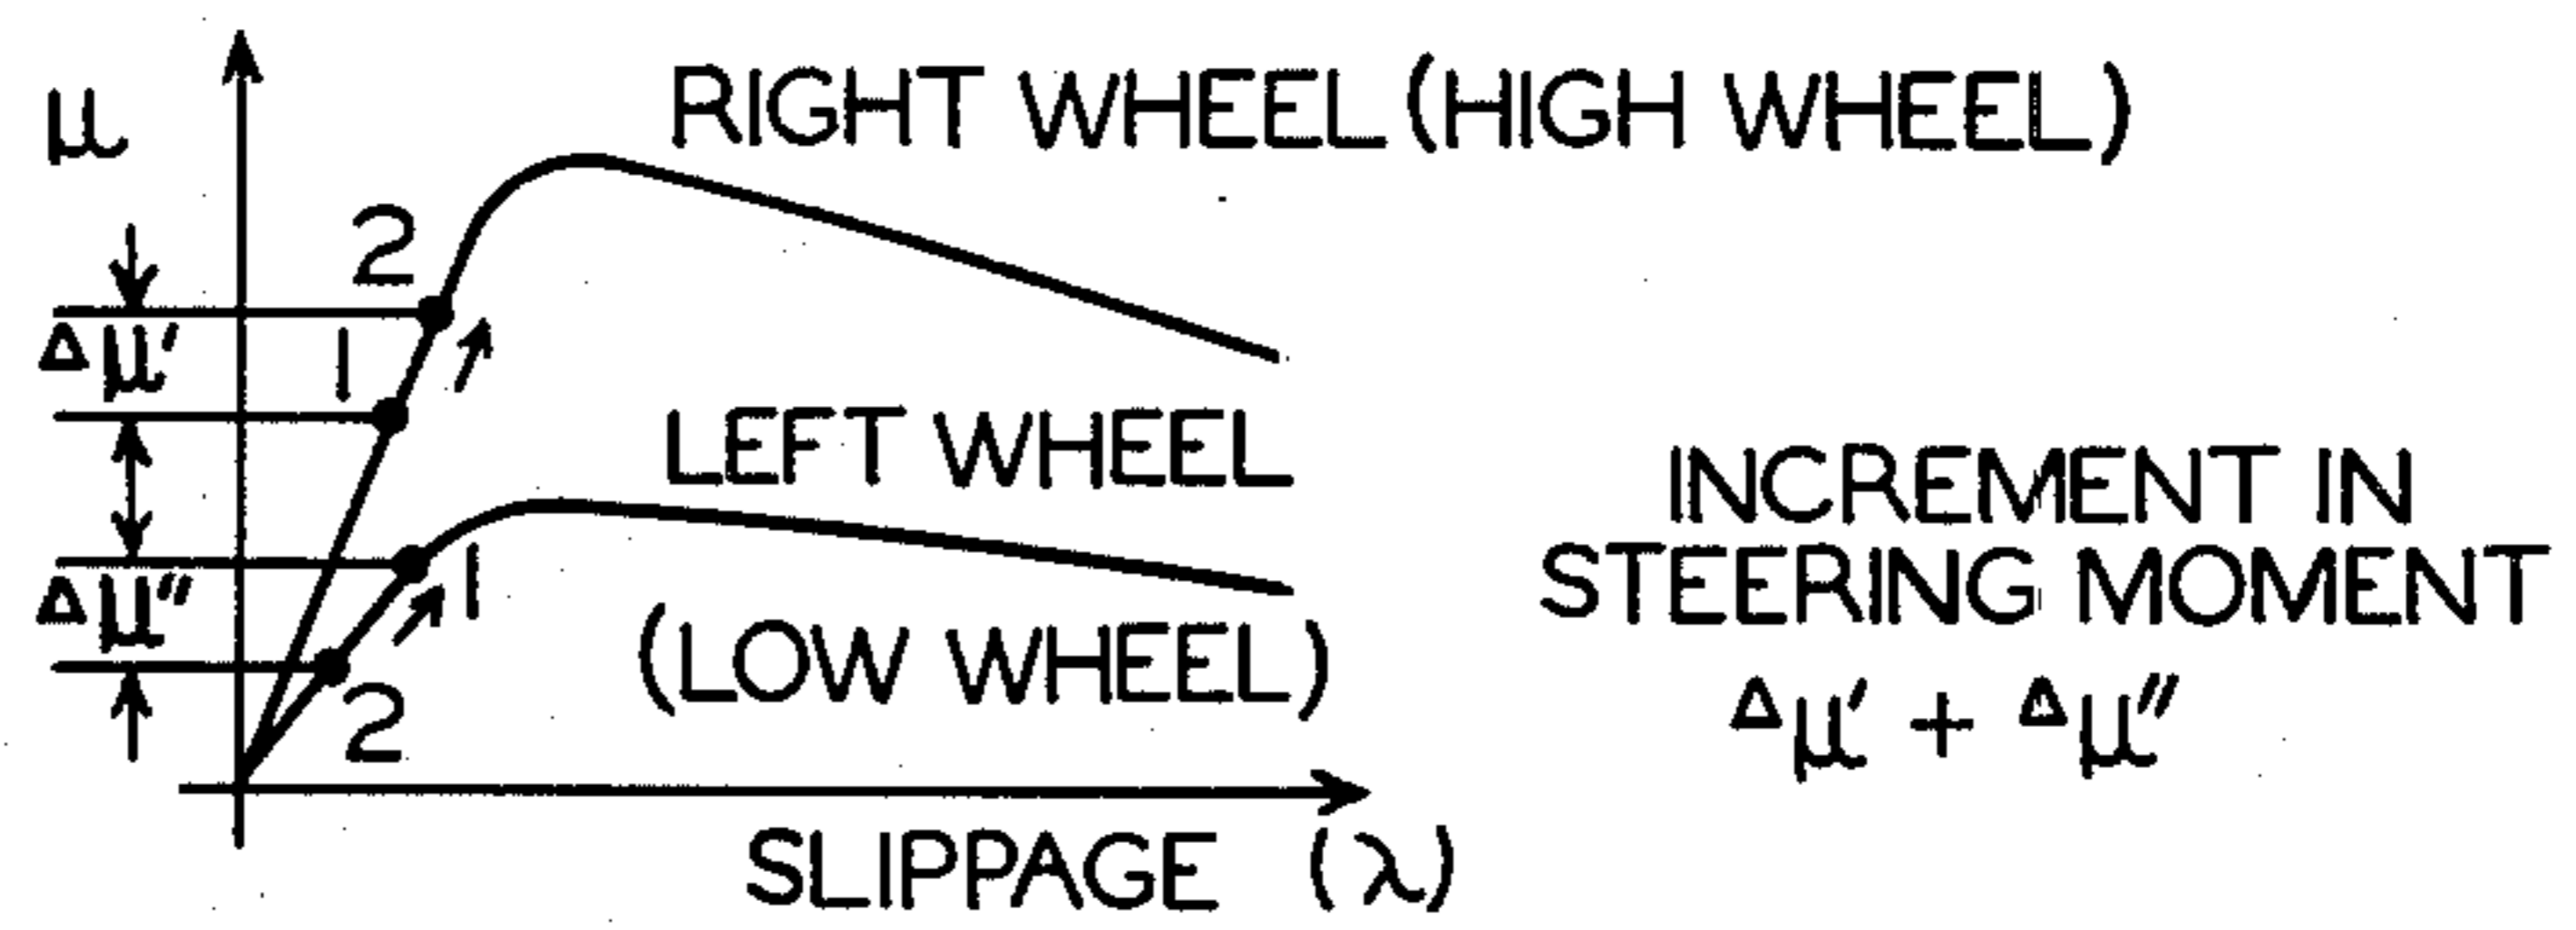 μ
RIGHT WHEEL (HIGH WHEEL)
2
Δμ'
1
LEFT WHEEL
1
Δμ"
(LOW WHEEL)
2
INCREMENT IN
STEERING MOMENT
Δμ' + Δμ"
SLIPPAGE (λ)